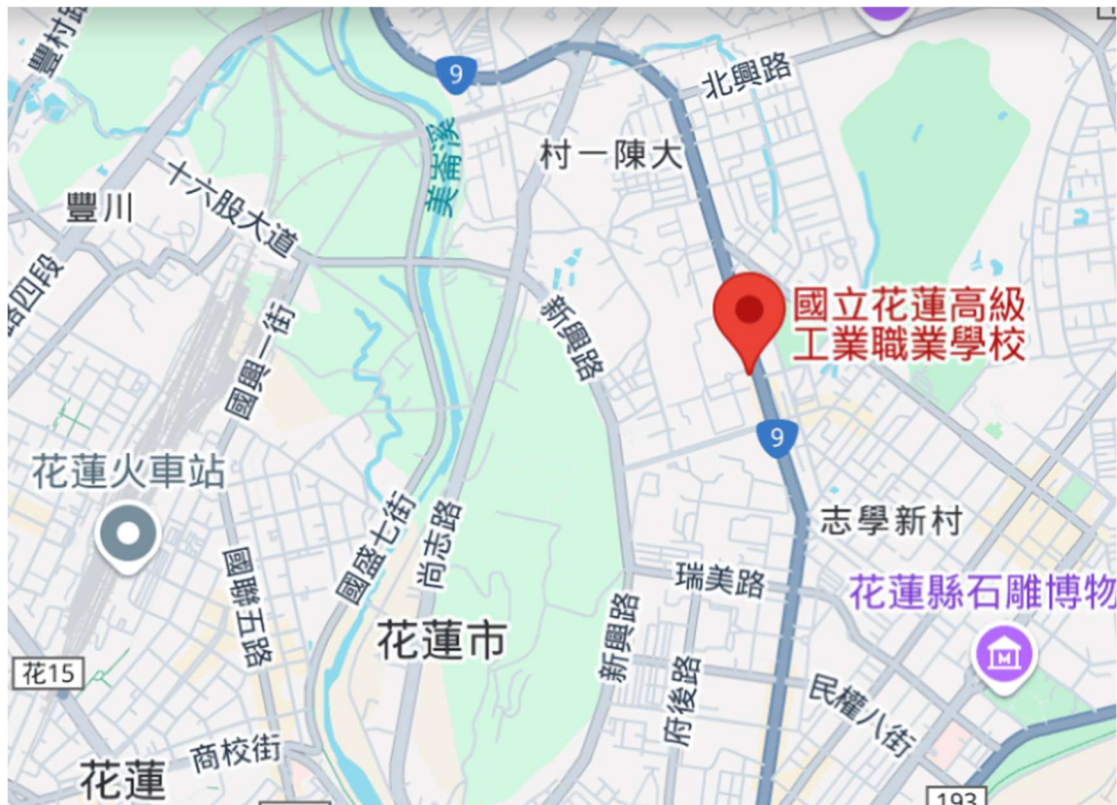 豐村路
9
北興路
美崙溪
村一陳大
豐川
十六股大道
路四段
國立花蓮高級
工業職業學校
新興路
國興一街
9
花蓮火車站
志學新村
國盛七街
尚志路
瑞美路
花蓮縣石雕博物
國聯五路
花蓮市
新興路
M
花15
府後路
民權八街
商校街
花蓮
193